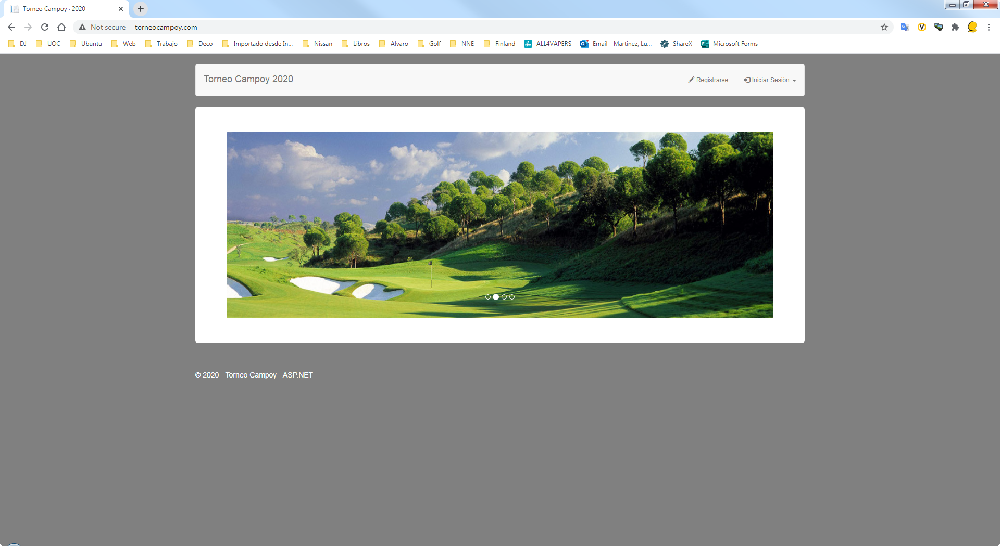 Torneo Campoy · 2020
Not secure torneocampoy.com
DJ UOC Ubuntu Web Trabajo Deco Importado desde In... Nissan Libros Alvaro Golf NNE Finland ALL4VAPERS Email - Martinez, Lu... ShareX Microsoft Forms
Torneo Campoy 2020 Registrarse Iniciar Sesión
© 2020 · Torneo Campoy · ASP.NET